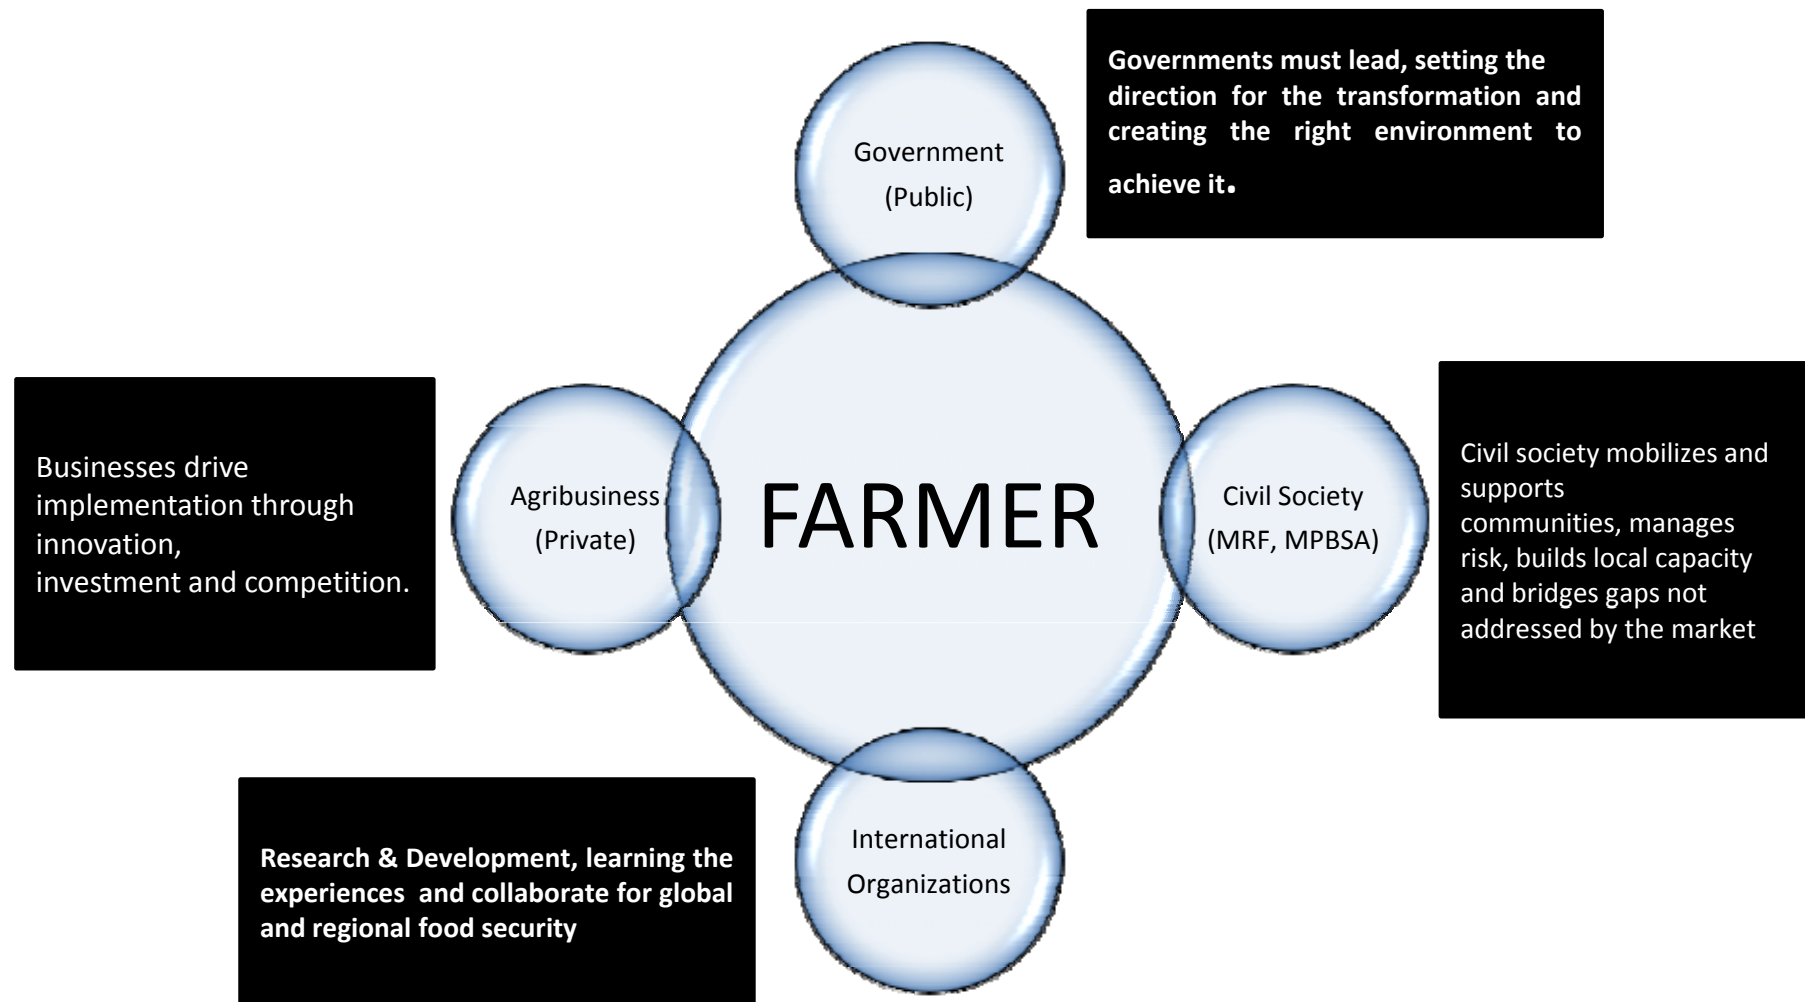 Governments must lead, setting the
direction for the transformation and
creating the right environment to
achieve it.
Government
(Public)
Businesses drive
implementation through
innovation,
investment and competition.
Agribusiness
(Private)
FARMER
Civil Society
(MRF, MPBSA)
Civil society mobilizes and
supports
communities, manages
risk, builds local capacity
and bridges gaps not
addressed by the market
International
Organizations
Research & Development, learning the
experiences and collaborate for global
and regional food security